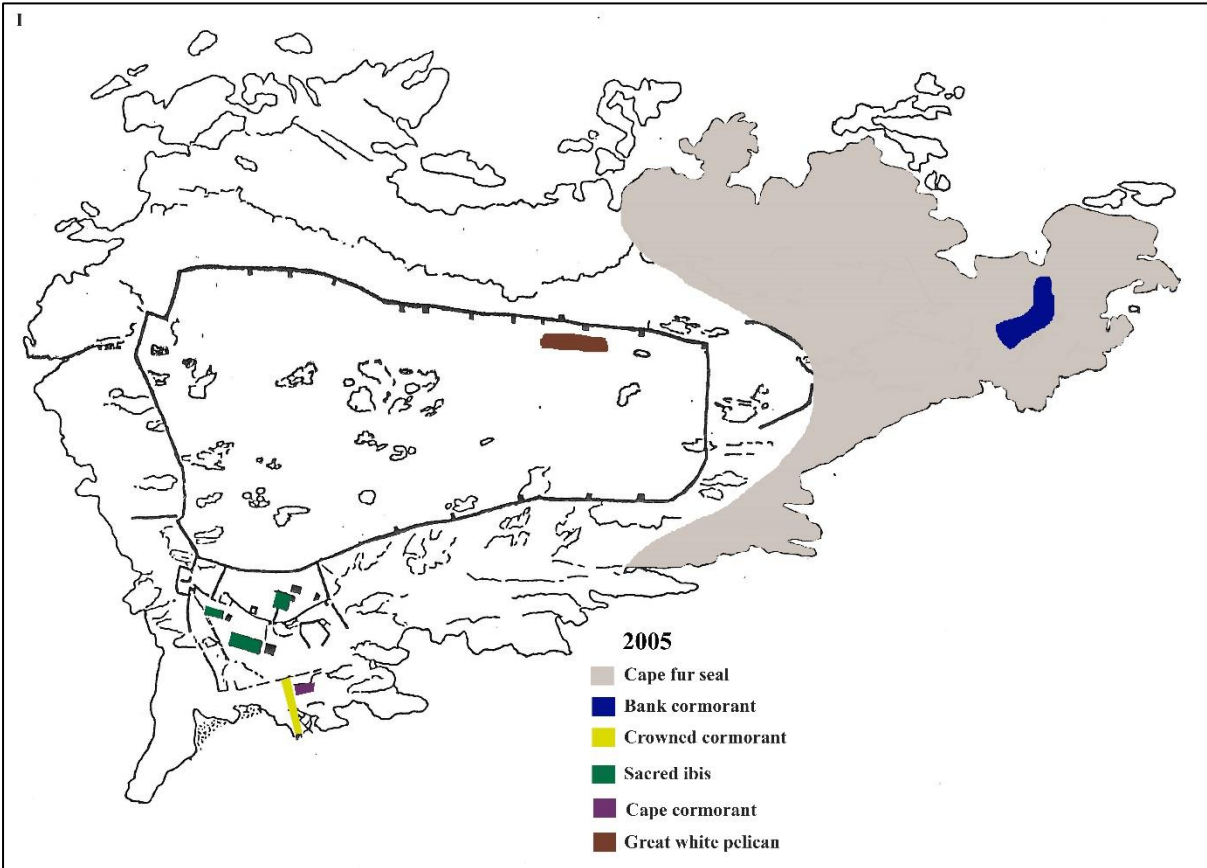 I
2005
Cape fur seal
Bank cormorant
Crowned cormorant
Sacred ibis
Cape cormorant
Great white pelican